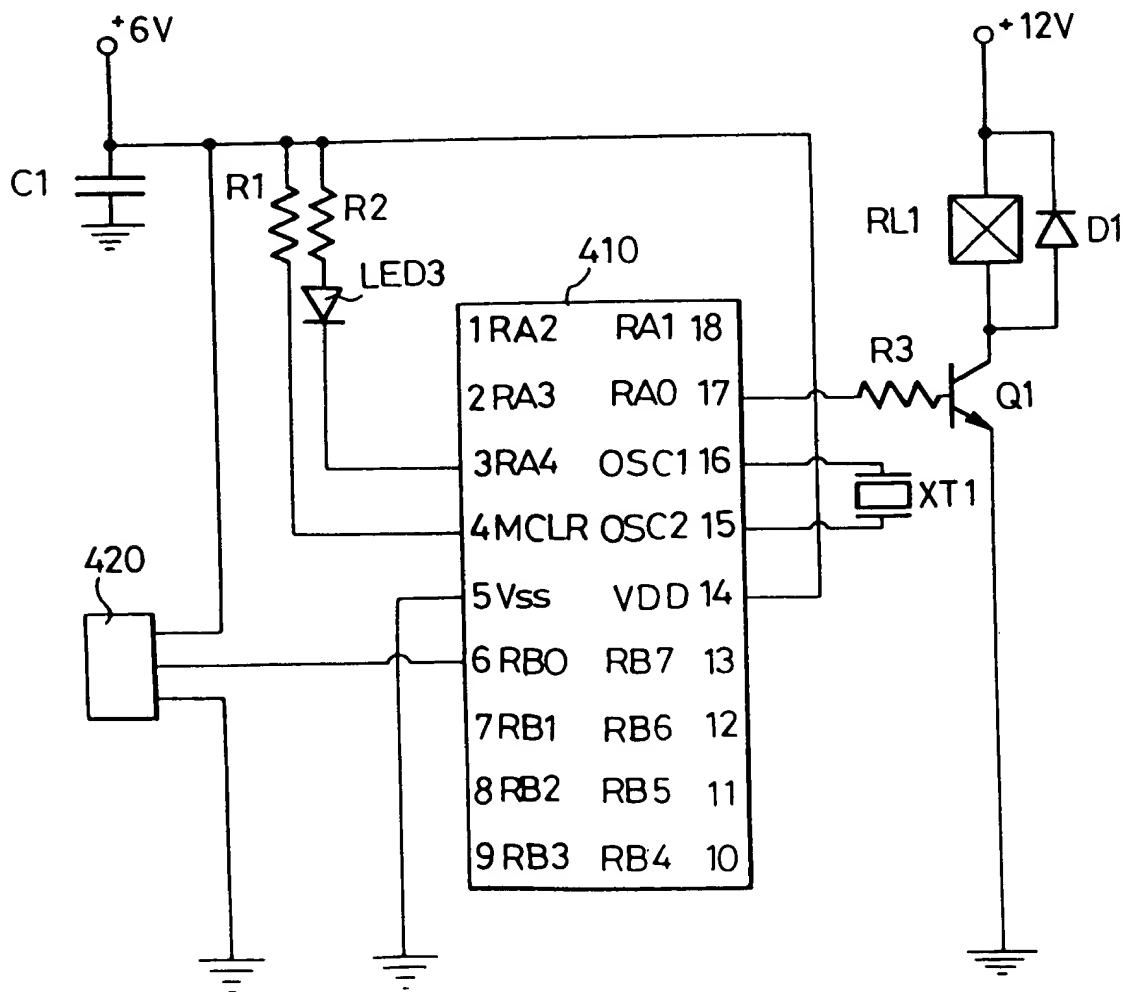 +6V
+12V
C1
R1
R2
RL1
D1
LED3
410
1 RA2 RA1 18
R3
2 RA3 RA0 17
Q1
3 RA4 OSC1 16
XT1
4 MCLR OSC2 15
420
5 Vss VDD 14
6 RB0 RB7 13
7 RB1 RB6 12
8 RB2 RB5 11
9 RB3 RB4 10